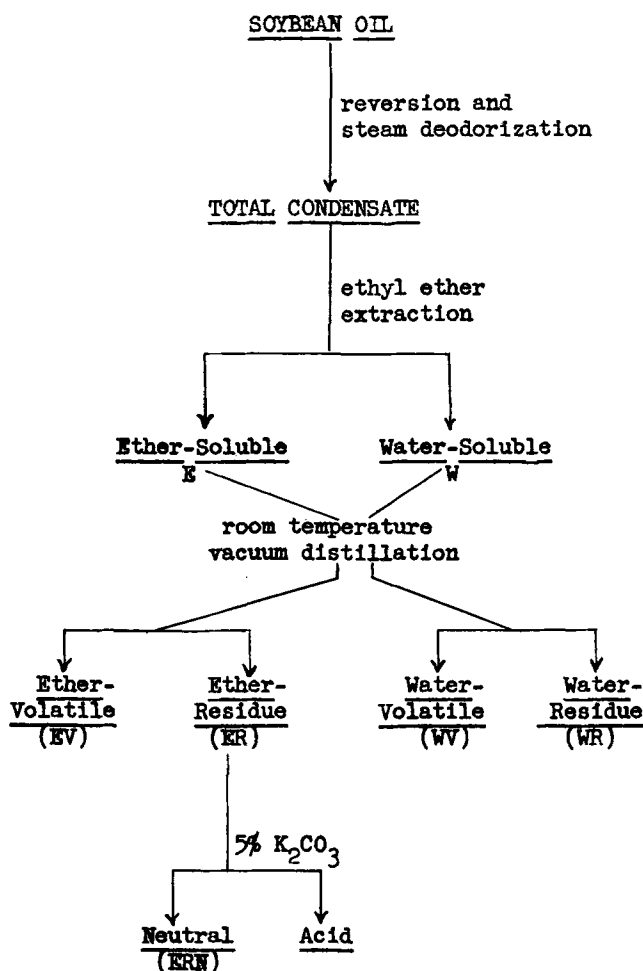 SOYBEAN OIL
reversion and
steam deodorization
TOTAL CONDENSATE
ethyl ether
extraction
Ether-Soluble
E
Water-Soluble
W
room temperature
vacuum distillation
Ether-
Volatile
(EV)
Ether-
Residue
(ER)
Water-
Volatile
(WV)
Water-
Residue
(WR)
5% K₂CO₃
Neutral
(ERN)
Acid